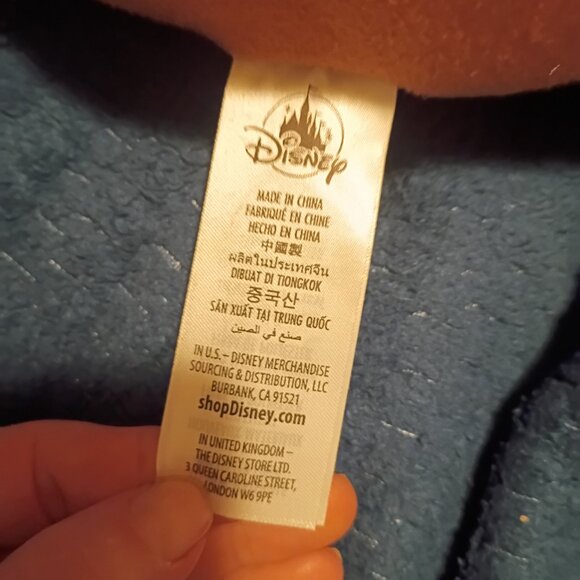 Disney
MADE IN CHINA
FABRIQUÉ EN CHINE
HECHO EN CHINA
中國製
ผลิตในประเทศจีน
DIBUAT DI TIONGKOK
중국산
SẢN XUẤT TẠI TRUNG QUỐC
صنع في الصين
IN U.S. – DISNEY MERCHANDISE
SOURCING & DISTRIBUTION, LLC
BURBANK, CA 91521
shopDisney.com
IN UNITED KINGDOM –
THE DISNEY STORE LTD.
3 QUEEN CAROLINE STREET,
LONDON W6 9PE